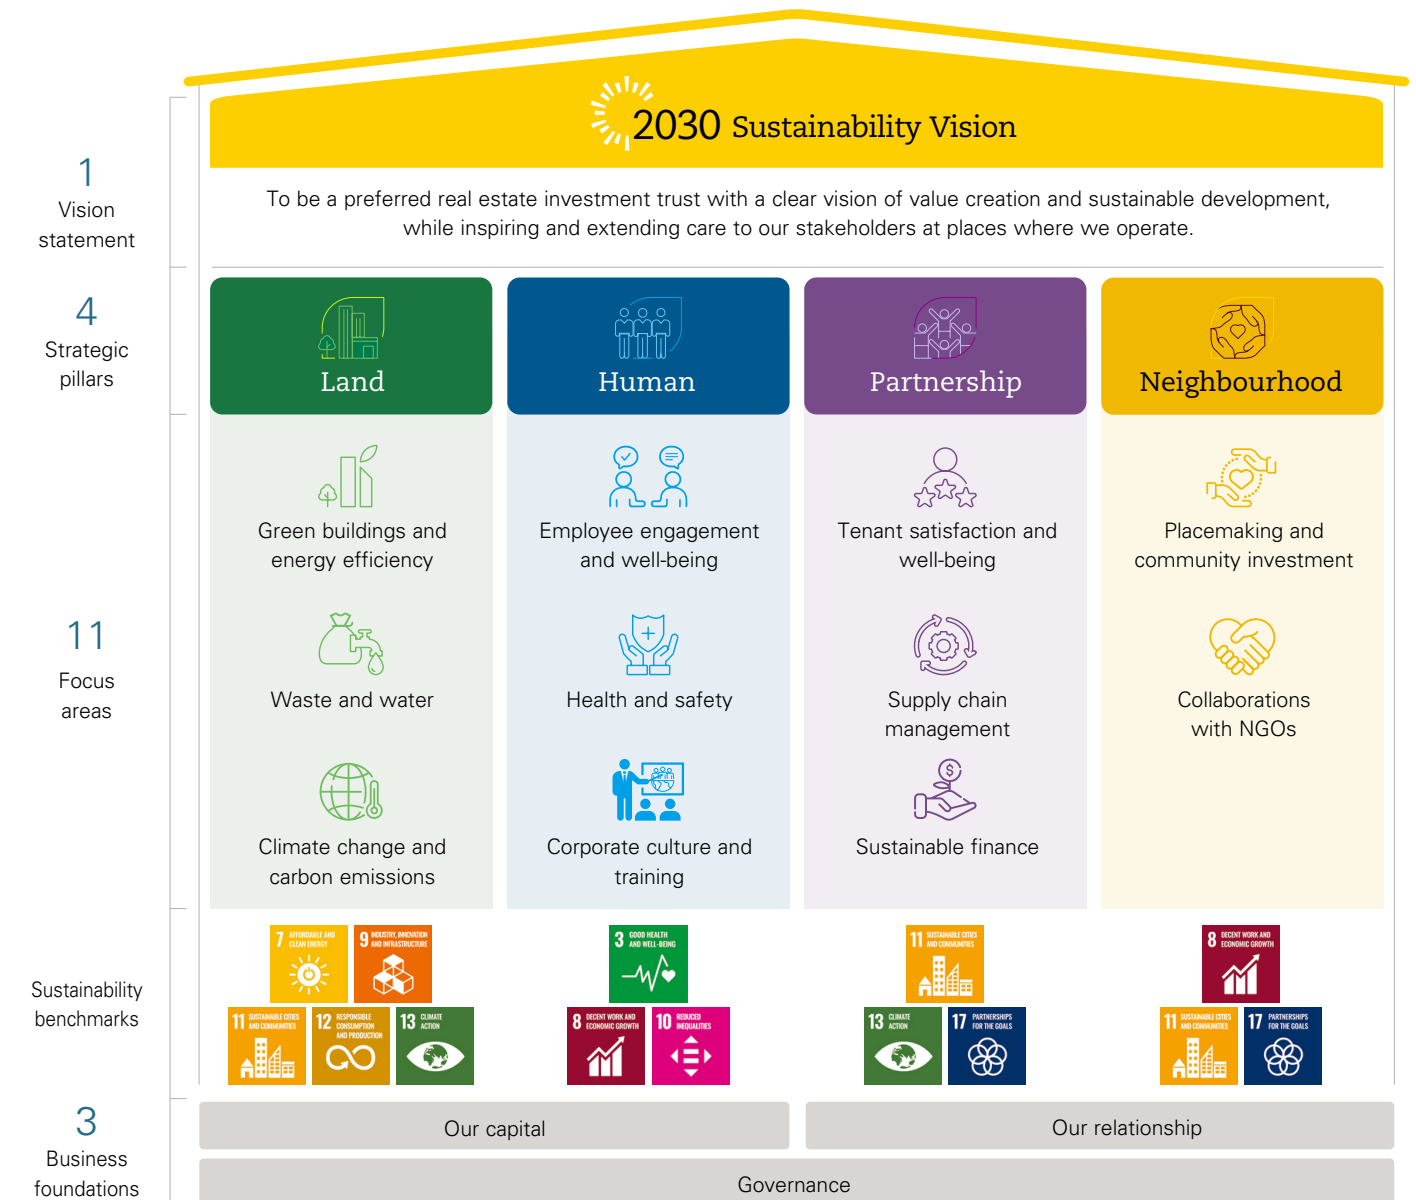 2030 Sustainability Vision
1
Vision
statement
To be a preferred real estate investment trust with a clear vision of value creation and sustainable development,
while inspiring and extending care to our stakeholders at places where we operate.
4
Strategic
pillars
Land
Human
Partnership
Neighbourhood
11
Focus
areas
Green buildings and
energy efficiency
Waste and water
Climate change and
carbon emissions
Employee engagement
and well-being
Health and safety
Corporate culture and
training
Tenant satisfaction and
well-being
Supply chain
management
$
Sustainable finance
Placemaking and
community investment
Collaborations
with NGOs
Sustainability
benchmarks
7 AFFORDABLE AND
CLEAN ENERGY
9 INDUSTRY, INNOVATION
AND INFRASTRUCTURE
11 SUSTAINABLE CITIES
AND COMMUNITIES
12 RESPONSIBLE
CONSUMPTION
AND PRODUCTION
13 CLIMATE
ACTION
3 GOOD HEALTH
AND WELL-BEING
8 DECENT WORK AND
ECONOMIC GROWTH
10 REDUCED
INEQUALITIES
11 SUSTAINABLE CITIES
AND COMMUNITIES
13 CLIMATE
ACTION
17 PARTNERSHIPS
FOR THE GOALS
8 DECENT WORK AND
ECONOMIC GROWTH
11 SUSTAINABLE CITIES
AND COMMUNITIES
17 PARTNERSHIPS
FOR THE GOALS
3
Business
foundations
Our capital
Our relationship
Governance